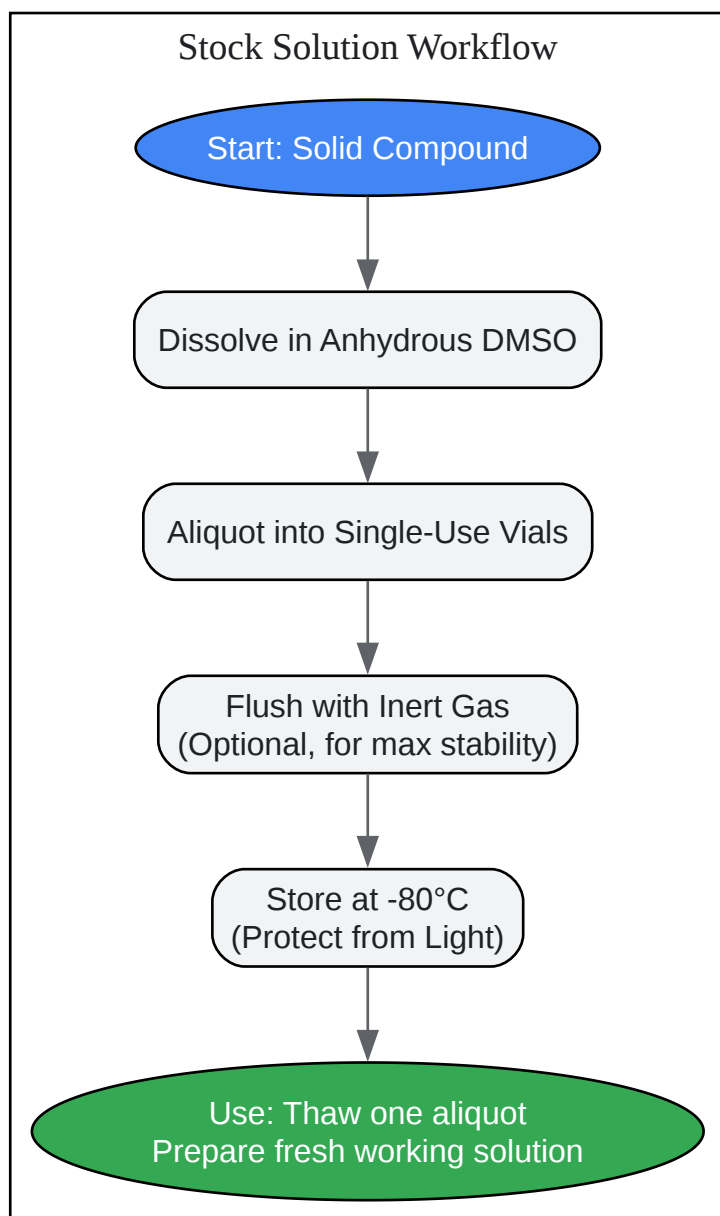 Stock Solution Workflow
Start: Solid Compound
Dissolve in Anhydrous DMSO
Aliquot into Single-Use Vials
Flush with Inert Gas
(Optional, for max stability)
Store at -80°C
(Protect from Light)
Use: Thaw one aliquot
Prepare fresh working solution